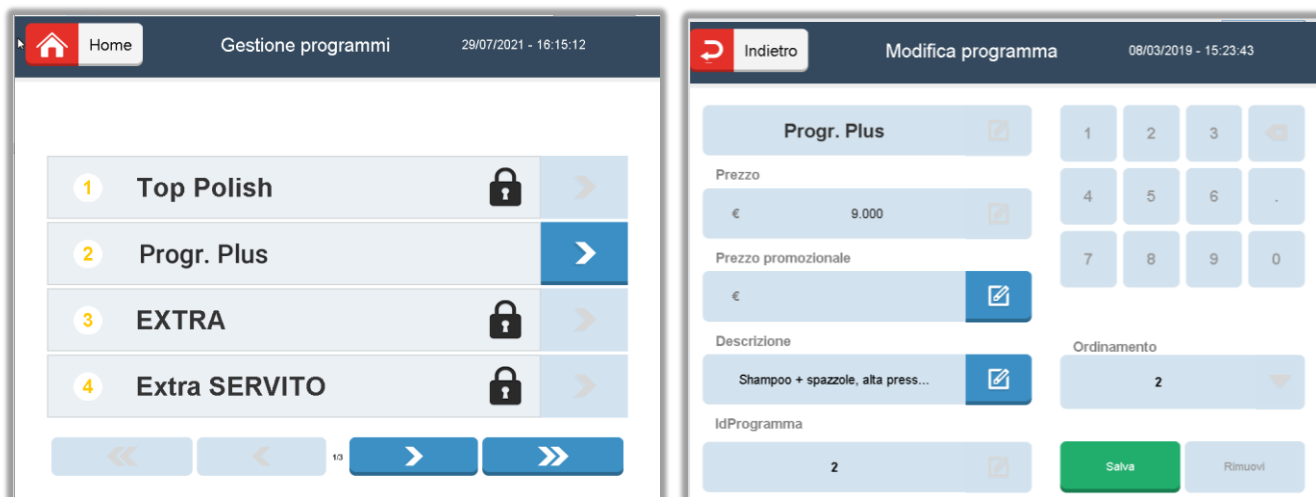 Home
Gestione programmi
29/07/2021 - 16:15:12
1 Top Polish
2 Progr. Plus
3 EXTRA
4 Extra SERVITO
1/3
Indietro
Modifica programma
08/03/2019 - 15:23:43
Progr. Plus
Prezzo
€ 9.000
Prezzo promozionale
€
Descrizione
Shampoo + spazzole, alta press...
IdProgramma
2
1 2 3
4 5 6 .
7 8 9 0
Ordinamento
2
Salva
Rimuovi